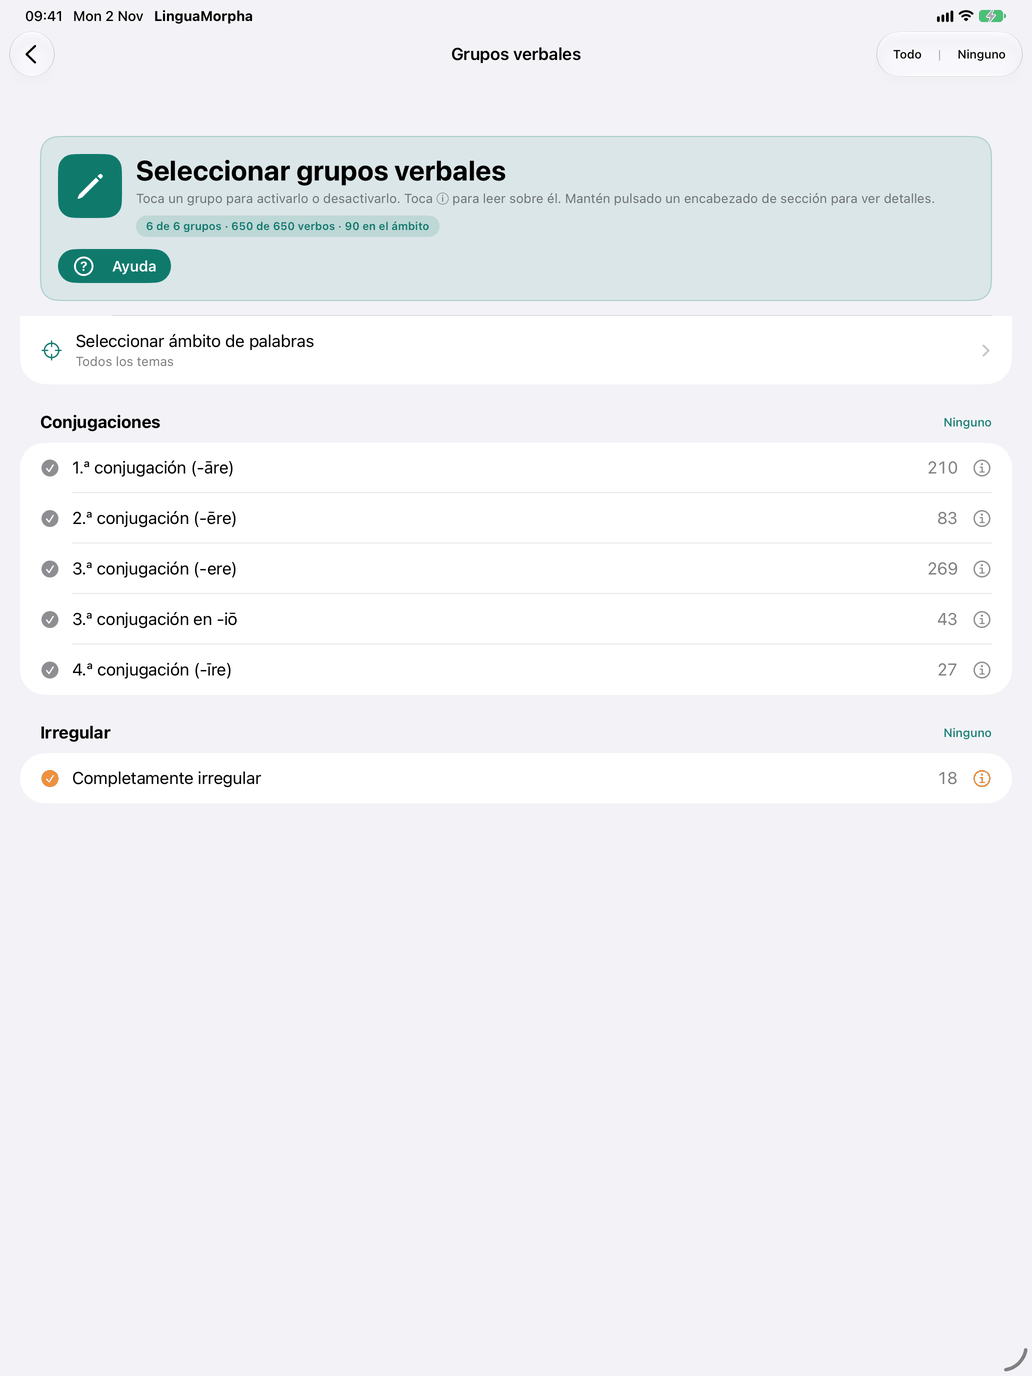 09:41 Mon 2 Nov LinguaMorpha
Grupos verbales
Todo | Ninguno
Seleccionar grupos verbales
Toca un grupo para activarlo o desactivarlo. Toca ⓘ para leer sobre él. Mantén pulsado un encabezado de sección para ver detalles.
6 de 6 grupos · 650 de 650 verbos · 90 en el ámbito
Ayuda
Seleccionar ámbito de palabras
Todos los temas
Conjugaciones Ninguno
1.ª conjugación (-āre) 210
2.ª conjugación (-ēre) 83
3.ª conjugación (-ere) 269
3.ª conjugación en -iō 43
4.ª conjugación (-īre) 27
Irregular Ninguno
Completamente irregular 18